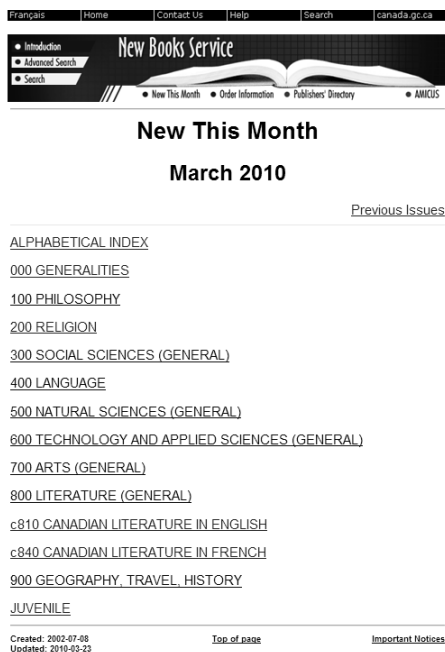 Français Home Contact Us Help Search canada.gc.ca
Introduction
Advanced Search
Search
New Books Service
New This Month Order Information Publishers' Directory AMICUS
New This Month
March 2010
Previous Issues
ALPHABETICAL INDEX
000 GENERALITIES
100 PHILOSOPHY
200 RELIGION
300 SOCIAL SCIENCES (GENERAL)
400 LANGUAGE
500 NATURAL SCIENCES (GENERAL)
600 TECHNOLOGY AND APPLIED SCIENCES (GENERAL)
700 ARTS (GENERAL)
800 LITERATURE (GENERAL)
c810 CANADIAN LITERATURE IN ENGLISH
c840 CANADIAN LITERATURE IN FRENCH
900 GEOGRAPHY, TRAVEL, HISTORY
JUVENILE
Created: 2002-07-08 Top of page Important Notices
Updated: 2010-03-23